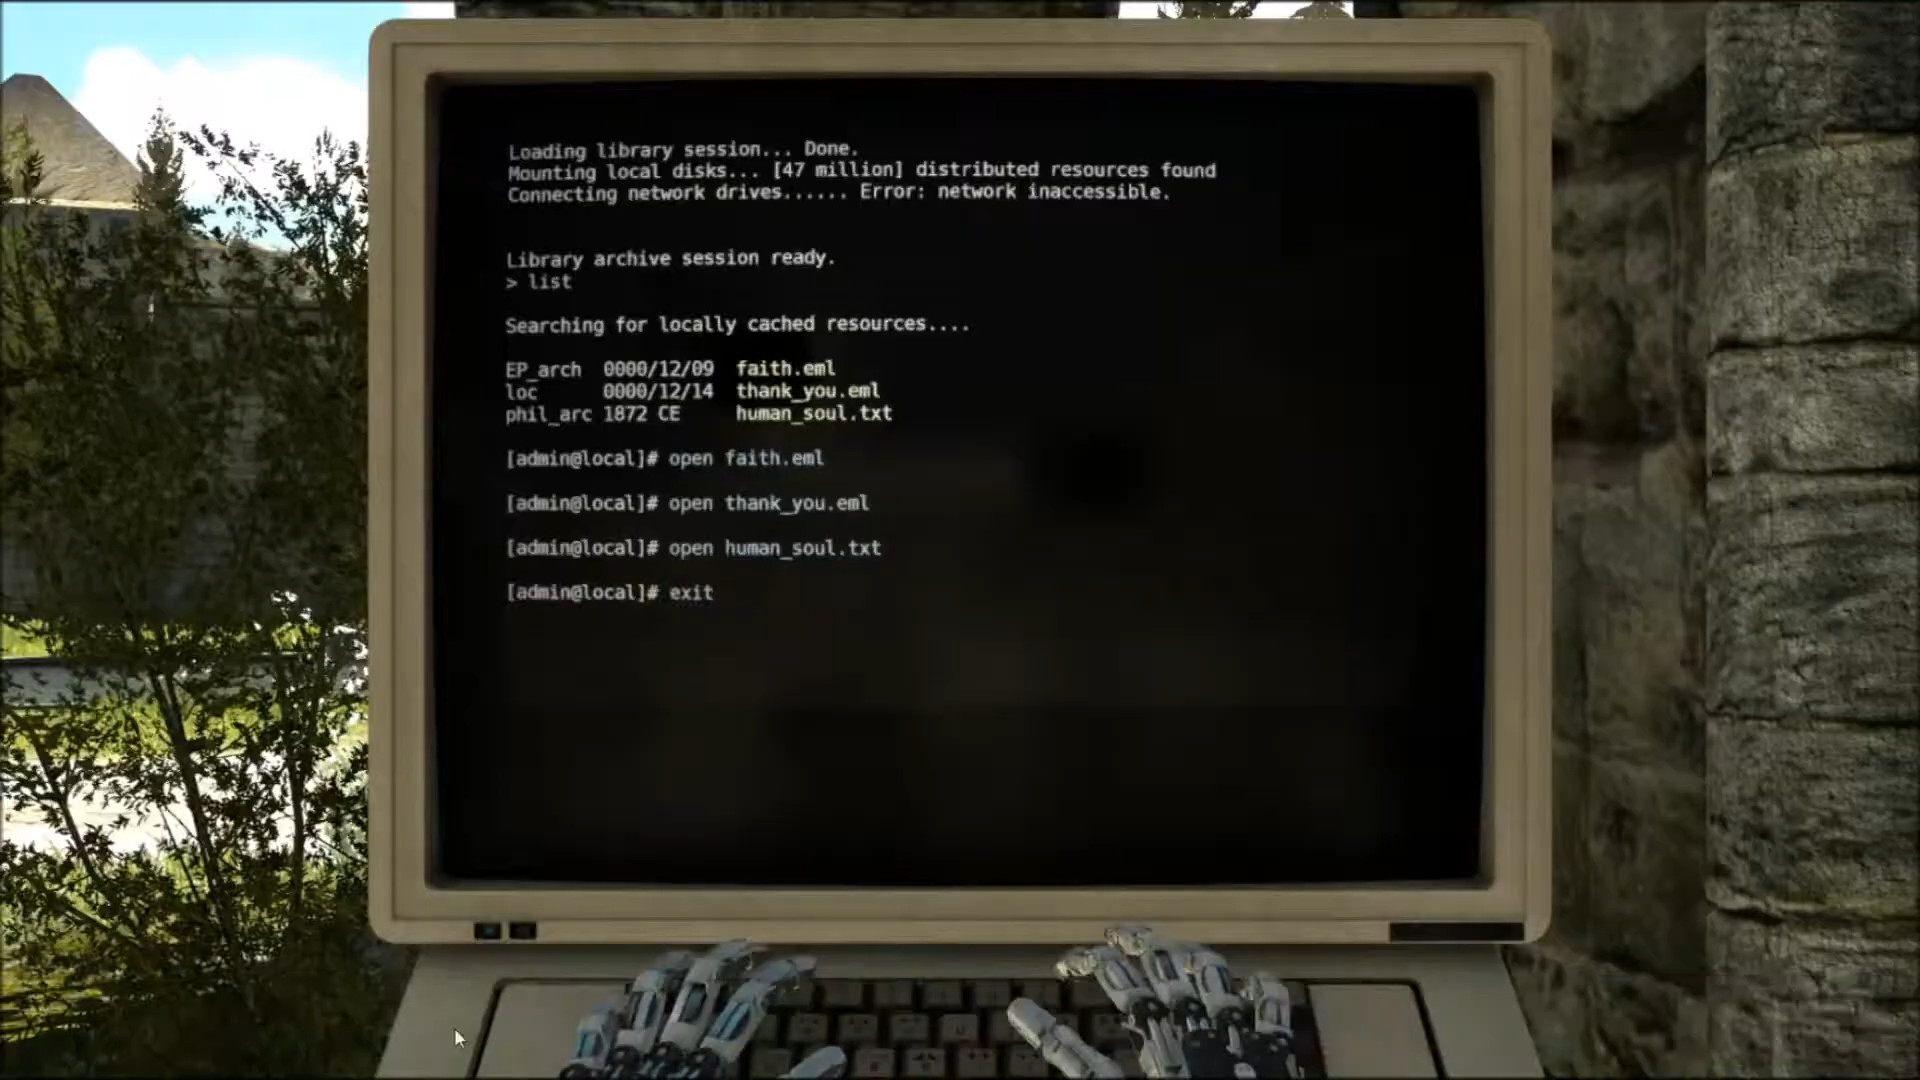 Loading library session... Done.
Mounting local disks... [47 million] distributed resources found
Connecting network drives...... Error: network inaccessible.
Library archive session ready.
> list
Searching for locally cached resources....
EP_arch 0000/12/09 faith.eml
loc 0000/12/14 thank_you.eml
phil_arc 1872 CE human_soul.txt
[admin@local]# open faith.eml
[admin@local]# open thank_you.eml
[admin@local]# open human_soul.txt
[admin@local]# exit